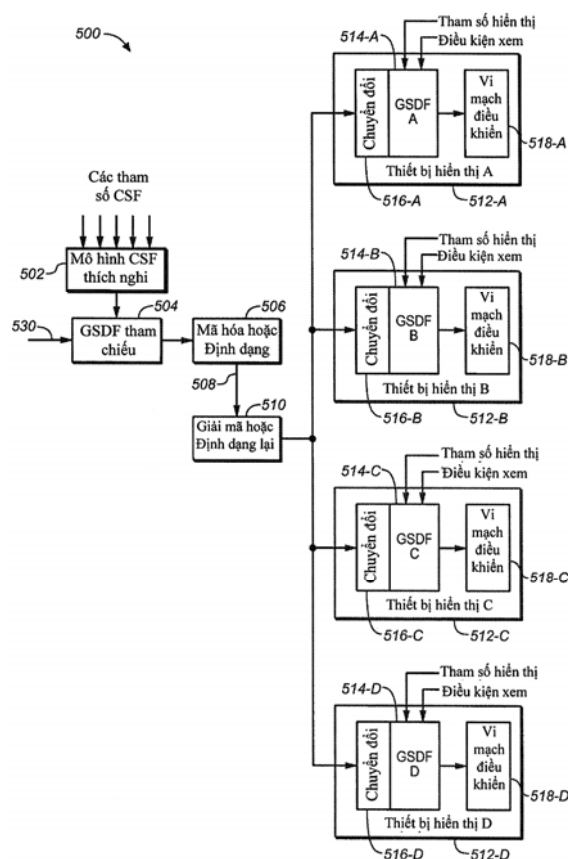 500
Các tham
số CSF
502
Mô hình CSF
thích nghi
504
530
GSDF tham
chiếu
506
Mã hóa hoặc
Định dạng
508
510
Giải mã hoặc
Định dạng lại
Tham số hiển thị
Điều kiện xem
514-A
Chuyển đổi
GSDF
A
Vi
mạch
điều
khiển
518-A
Thiết bị hiển thị A
516-A
512-A
Tham số hiển thị
Điều kiện xem
514-B
Chuyển đổi
GSDF
B
Vi
mạch
điều
khiển
518-B
Thiết bị hiển thị B
516-B
512-B
Tham số hiển thị
Điều kiện xem
514-C
Chuyển đổi
GSDF
C
Vi
mạch
điều
khiển
518-C
Thiết bị hiển thị C
516-C
512-C
Tham số hiển thị
Điều kiện xem
514-D
Chuyển đổi
GSDF
D
Vi
mạch
điều
khiển
518-D
Thiết bị hiển thị D
516-D
512-D